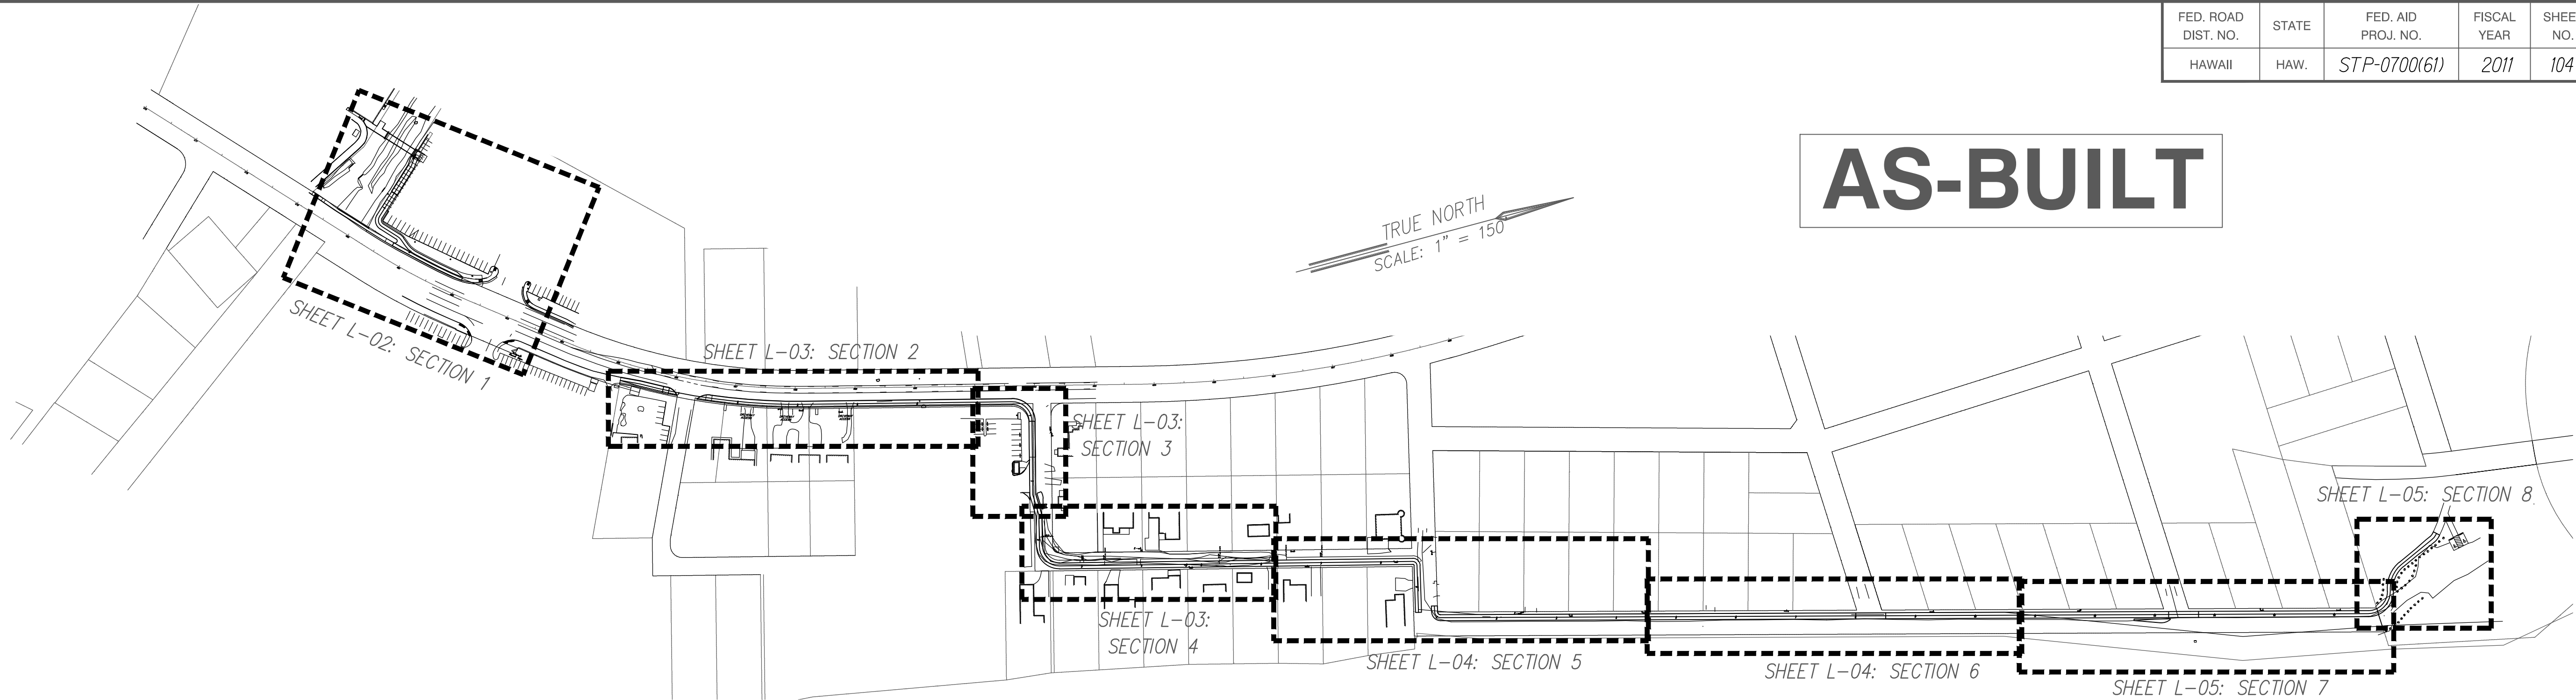 FED. ROAD DIST. NO.
STATE
FED. AID PROJ. NO.
FISCAL YEAR
NO.
HAWAII
HAW.
STP-0700(61)
2011
104
AS-BUILT
TRUE NORTH
SCALE: 1" = 150
SHEET L-02: SECTION 1
SHEET L-03: SECTION 2
SHEET L-03:
SECTION 3
SHEET L-03:
SECTION 4
SHEET L-04: SECTION 5
SHEET L-04: SECTION 6
SHEET L-05: SECTION 7
SHEET L-05: SECTION 8